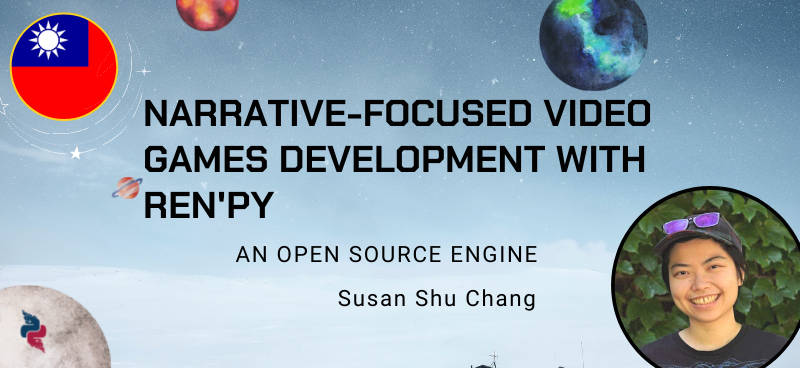 NARRATIVE-FOCUSED VIDEO
GAMES DEVELOPMENT WITH
REN'PY
AN OPEN SOURCE ENGINE
Susan Shu Chang